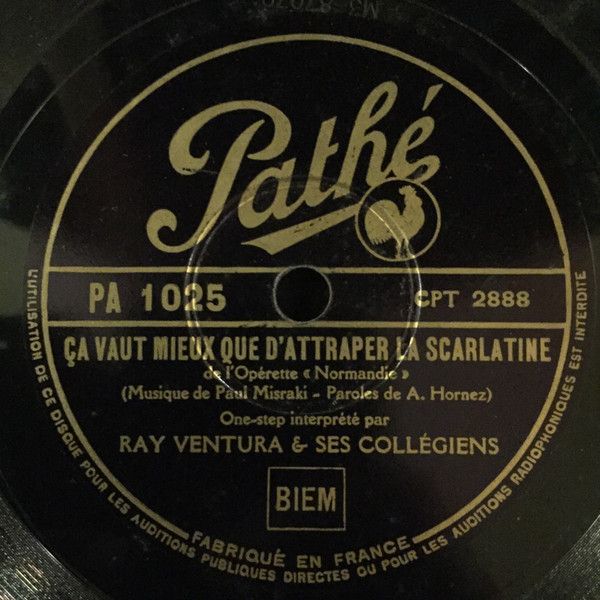 M3-87070
Pathé
PA 1025
CPT 2888
ÇA VAUT MIEUX QUE D'ATTRAPER LA SCARLATINE
de l'Opérette « Normandie »
(Musique de Paul Misraki - Paroles de A. Hornez)
One-step interprété par
RAY VENTURA & SES COLLÉGIENS
BIEM
FABRIQUÉ EN FRANCE
L'UTILISATION DE CE DISQUE POUR LES AUDITIONS PUBLIQUES DIRECTES OU POUR LES AUDITIONS RADIOPHONIQUES EST INTERDITE